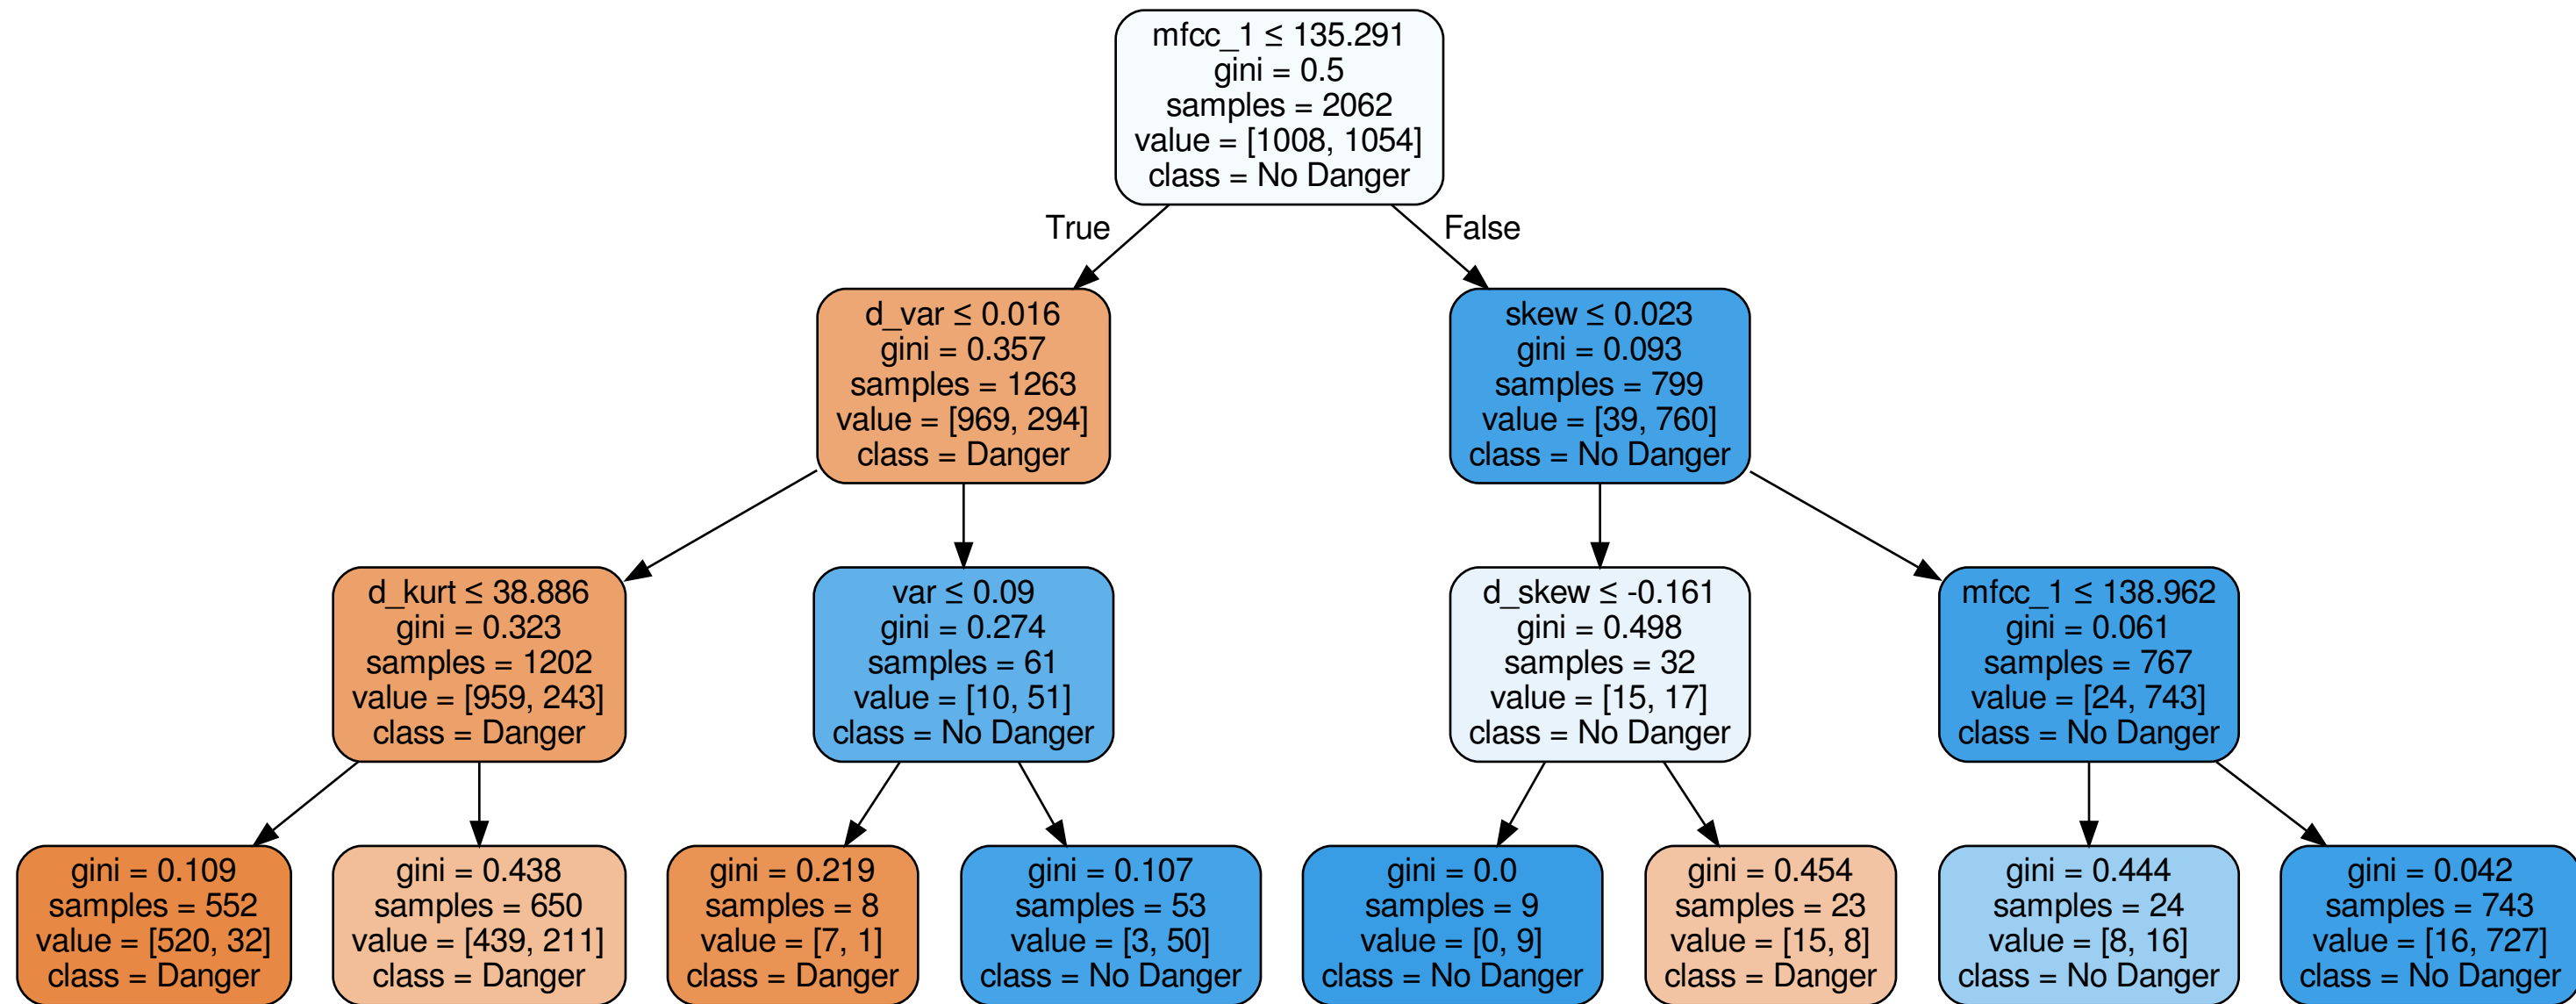 mfcc_1 ≤ 135.291
gini = 0.5
samples = 2062
value = [1008, 1054]
class = No Danger
True
False
d_var ≤ 0.016
gini = 0.357
samples = 1263
value = [969, 294]
class = Danger
skew ≤ 0.023
gini = 0.093
samples = 799
value = [39, 760]
class = No Danger
d_kurt ≤ 38.886
gini = 0.323
samples = 1202
value = [959, 243]
class = Danger
var ≤ 0.09
gini = 0.274
samples = 61
value = [10, 51]
class = No Danger
d_skew ≤ -0.161
gini = 0.498
samples = 32
value = [15, 17]
class = No Danger
mfcc_1 ≤ 138.962
gini = 0.061
samples = 767
value = [24, 743]
class = No Danger
gini = 0.109
samples = 552
value = [520, 32]
class = Danger
gini = 0.438
samples = 650
value = [439, 211]
class = Danger
gini = 0.219
samples = 8
value = [7, 1]
class = Danger
gini = 0.107
samples = 53
value = [3, 50]
class = No Danger
gini = 0.0
samples = 9
value = [0, 9]
class = No Danger
gini = 0.454
samples = 23
value = [15, 8]
class = Danger
gini = 0.444
samples = 24
value = [8, 16]
class = No Danger
gini = 0.042
samples = 743
value = [16, 727]
class = No Danger